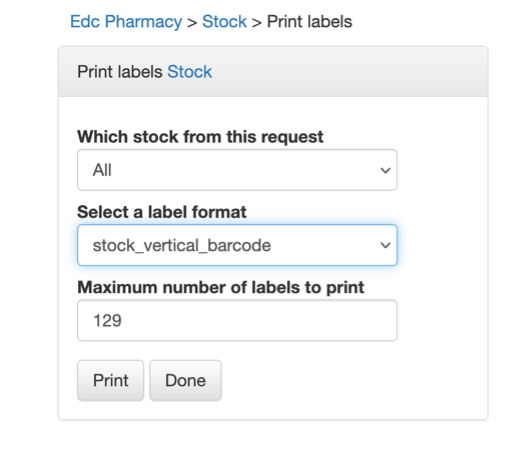 Edc Pharmacy > Stock > Print labels
Print labels Stock
Which stock from this request
All
Select a label format
stock_vertical_barcode
Maximum number of labels to print
129
Print Done